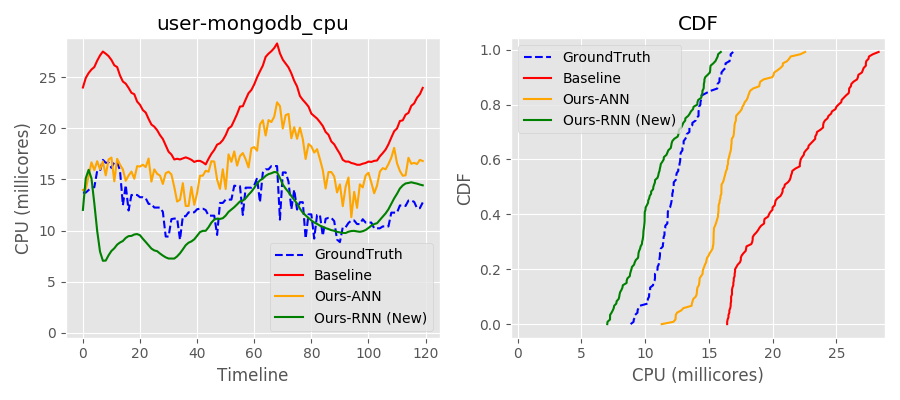 user-mongodb_cpu
CPU (millicores)
25
20
15
10
5
0
0
20
40
60
80
100
120
Timeline
GroundTruth
Baseline
Ours-ANN
Ours-RNN (New)
CDF
CDF
1.0
0.8
0.6
0.4
0.2
0.0
0
5
10
15
20
25
CPU (millicores)
GroundTruth
Baseline
Ours-ANN
Ours-RNN (New)